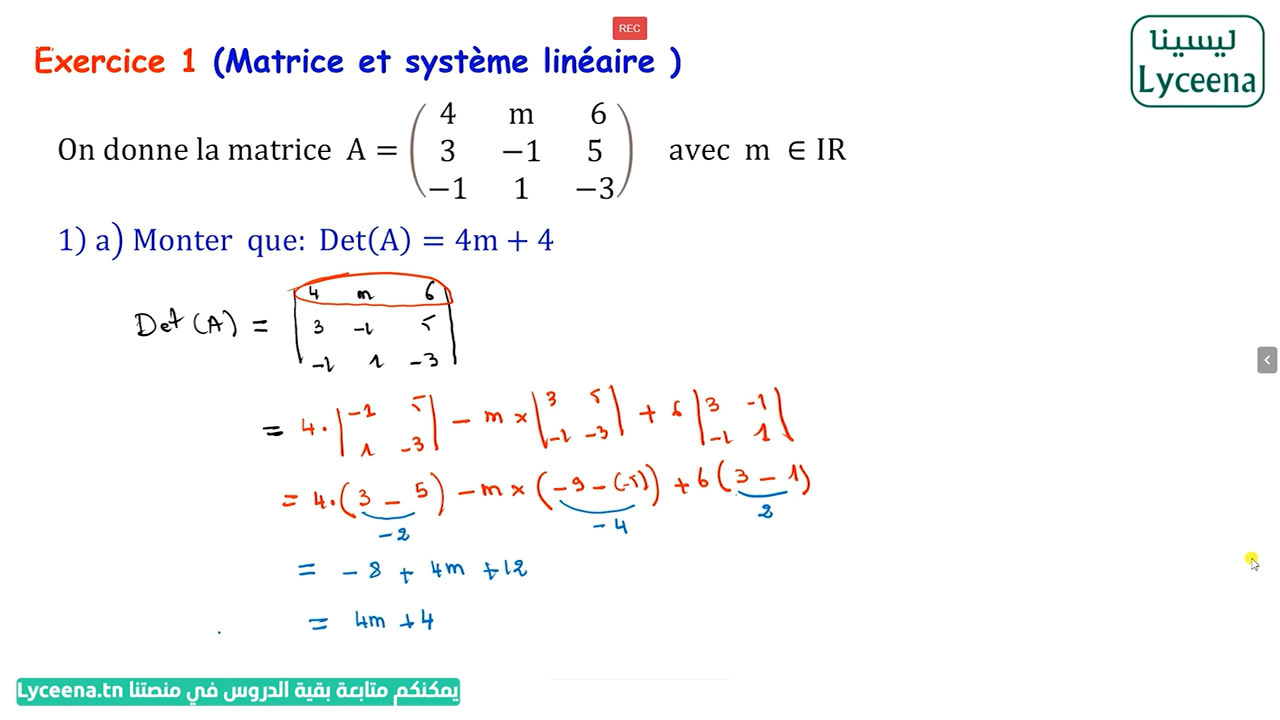 REC
Exercice 1 (Matrice et système linéaire )
ليسينا
Lyceena
4 m 6
On donne la matrice A = 3 −1 5 avec m ∈ IR
−1 1 −3
1) a) Monter que: Det(A) = 4m + 4
4 m 6
Det (A) = 3 -1 5
-1 1 -3
= 4. |-1 5 1 -3| - m × |3 5 -1 -3| + 6 |3 -1 -1 1|
= 4. (3 - 5) - m × (-9 - (-5)) + 6 (3 - 1)
-2 -4 2
= - 8 + 4m + 12
= 4m + 4
يمكنكم متابعة بقية الدروس في منصتنا Lyceena.tn